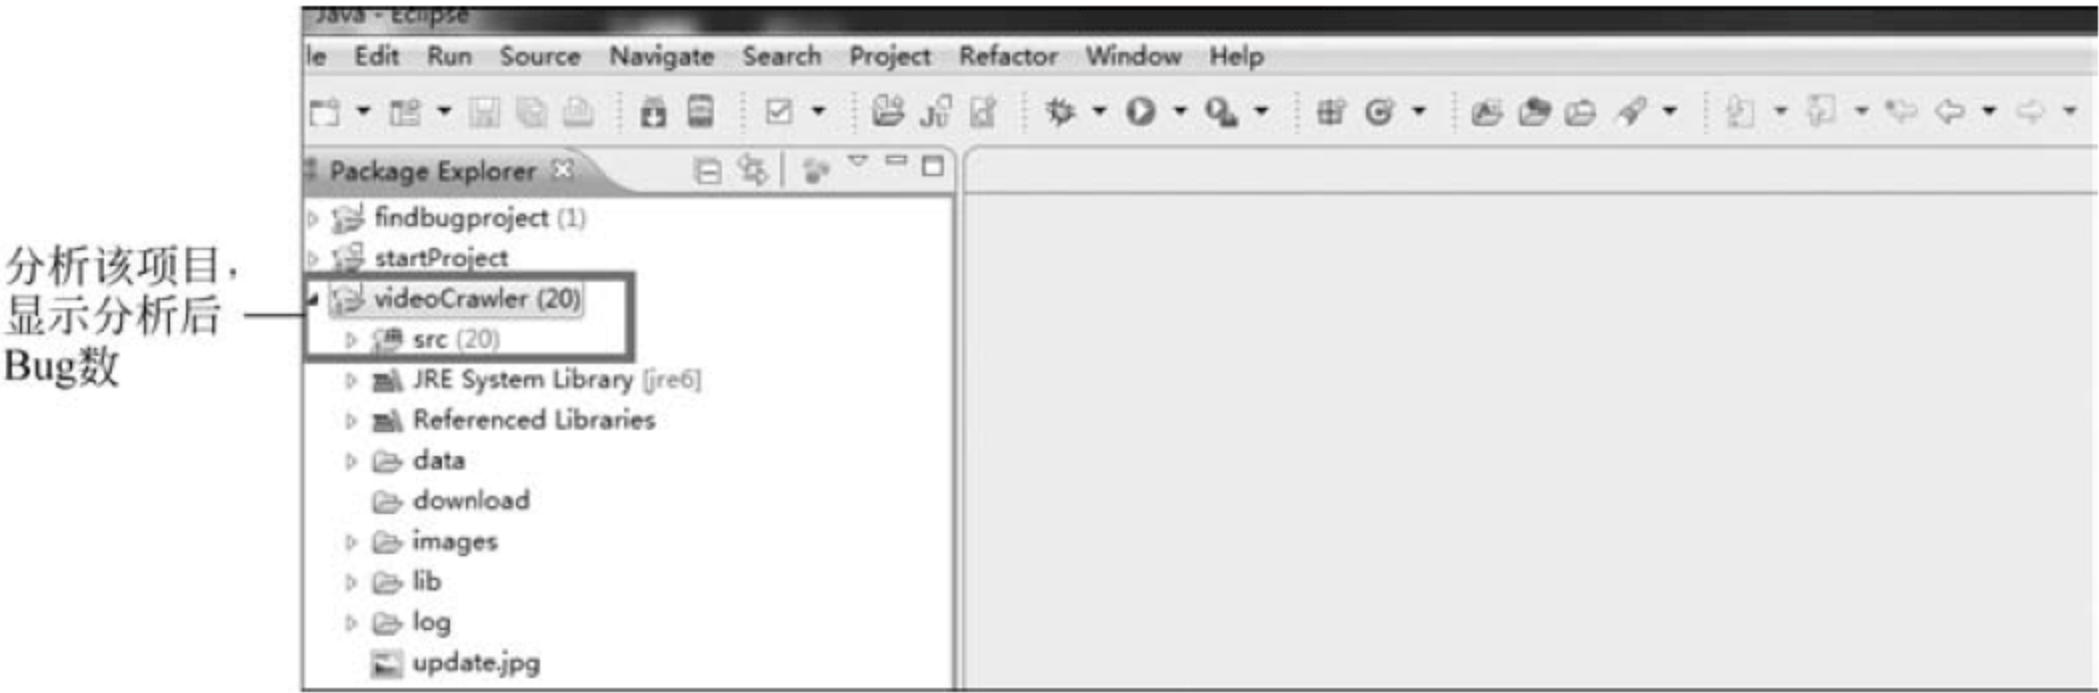 Java - Eclipse
le Edit Run Source Navigate Search Project Refactor Window Help
Package Explorer
findbugproject (1)
startProject
videoCrawler (20)
src (20)
JRE System Library [jre6]
Referenced Libraries
data
download
images
lib
log
update.jpg
分析该项目，
显示分析后
Bug数